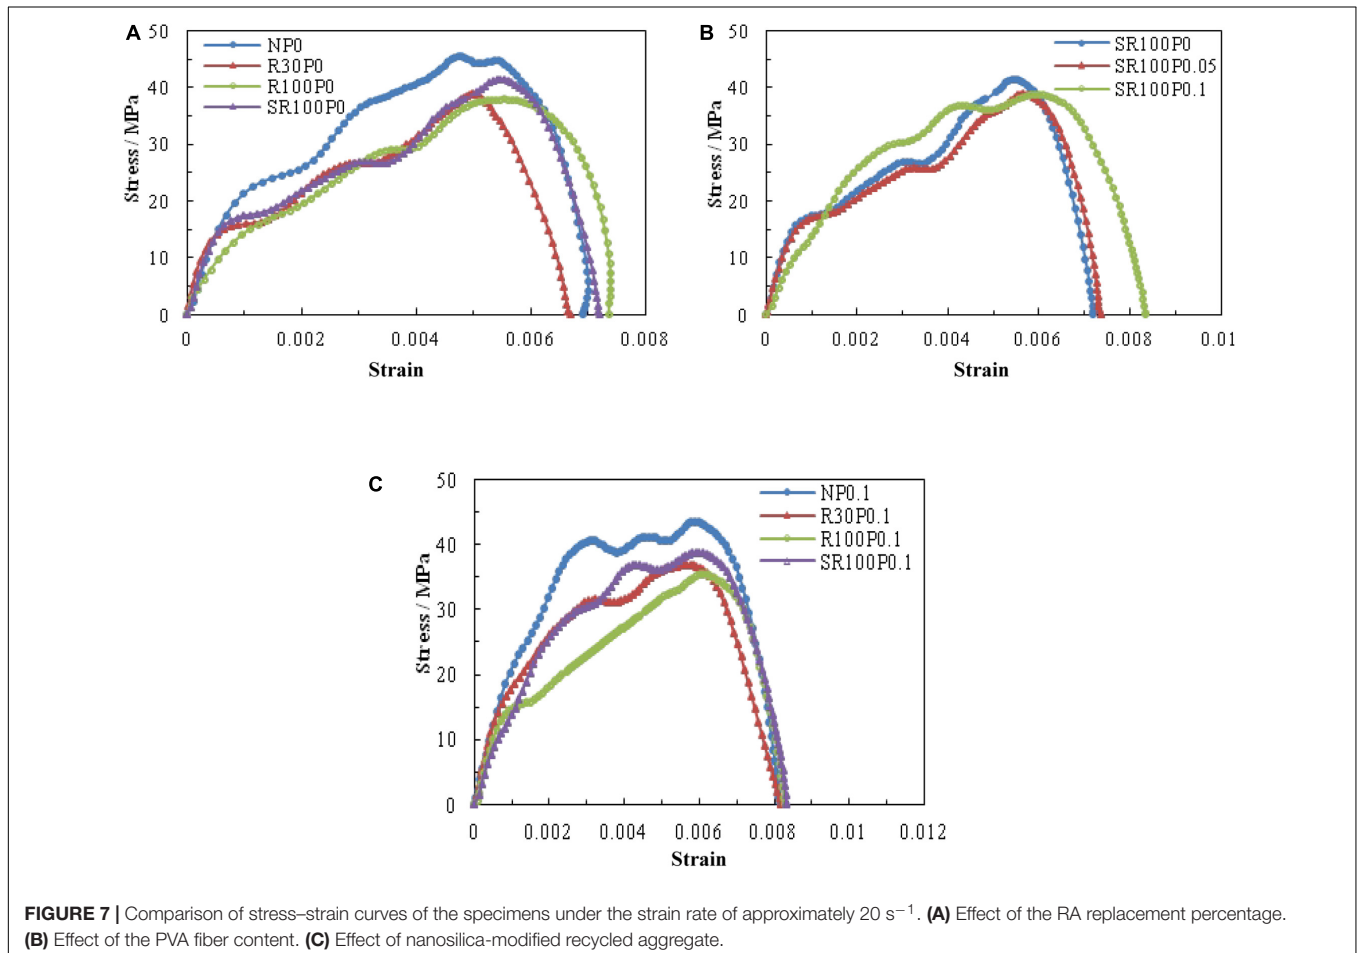 A
50
40
30
20
10
0
Stress / MPa
NP0
R30P0
R100P0
SR100P0
0 0.002 0.004 0.006 0.008
Strain
B
50
40
30
20
10
0
Stress / MPa
SR100P0
SR100P0.05
SR100P0.1
0 0.002 0.004 0.006 0.008 0.01
Strain
C
50
40
30
20
10
0
Stress / MPa
NP0.1
R30P0.1
R100P0.1
SR100P0.1
0 0.002 0.004 0.006 0.008 0.01 0.012
Strain
FIGURE 7 | Comparison of stress–strain curves of the specimens under the strain rate of approximately 20 s⁻¹. (A) Effect of the RA replacement percentage.
(B) Effect of the PVA fiber content. (C) Effect of nanosilica-modified recycled aggregate.